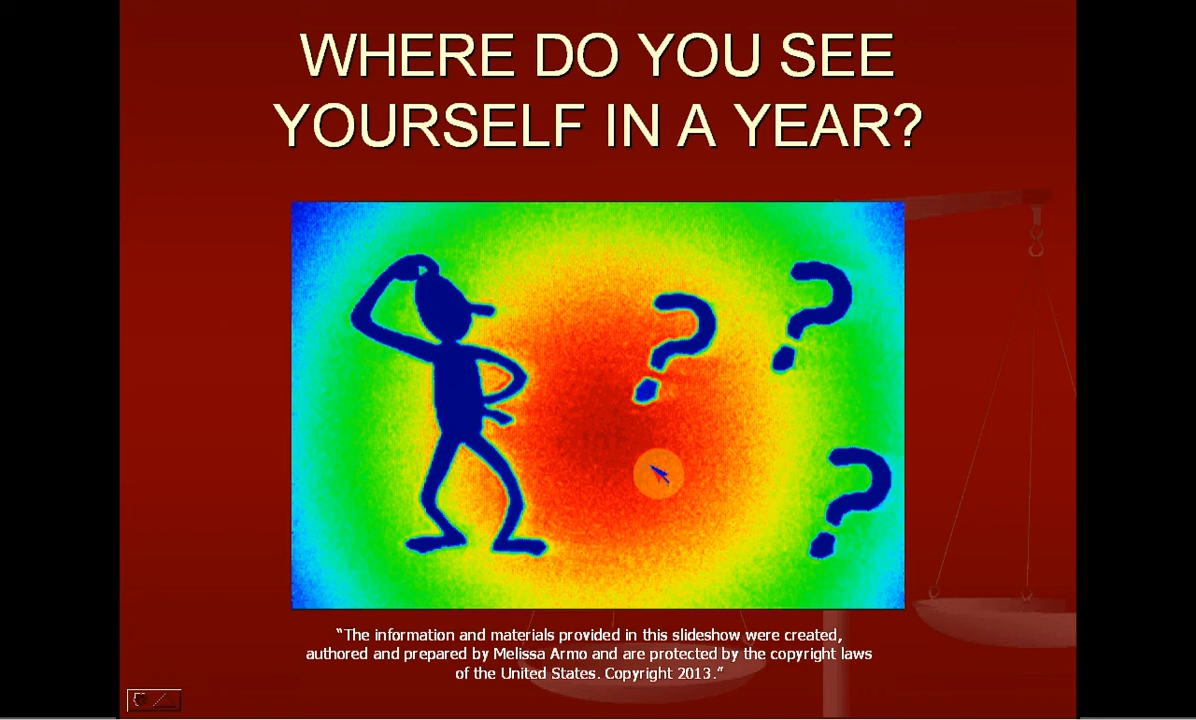 WHERE DO YOU SEE
YOURSELF IN A YEAR?
? ? ?
“The information and materials provided in this slideshow were created,
authored and prepared by Melissa Armo and are protected by the copyright laws
of the United States. Copyright 2013.”